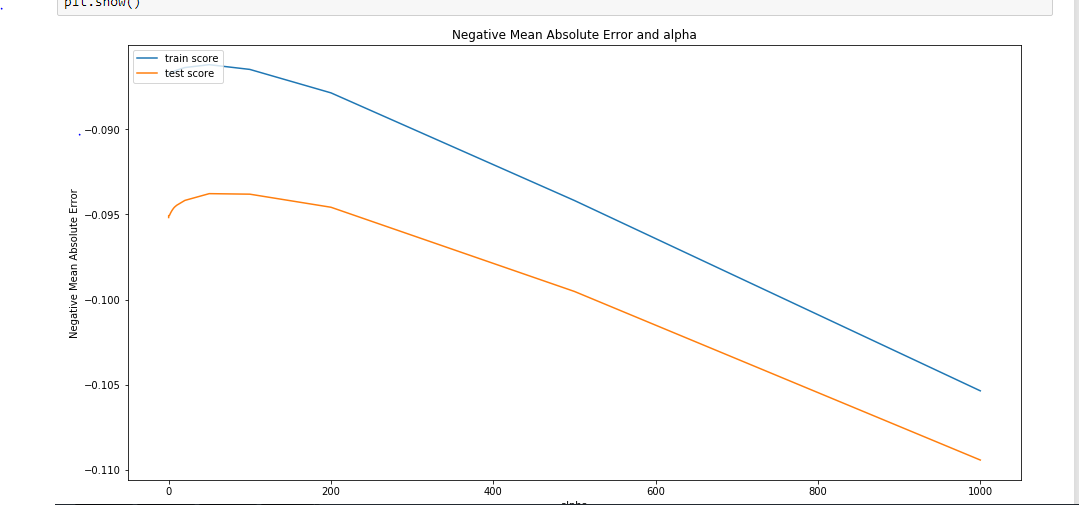 plt.show()
Negative Mean Absolute Error and alpha
train score
test score
−0.090
−0.095
−0.100
−0.105
−0.110
Negative Mean Absolute Error
0 200 400 600 800 1000
alpha